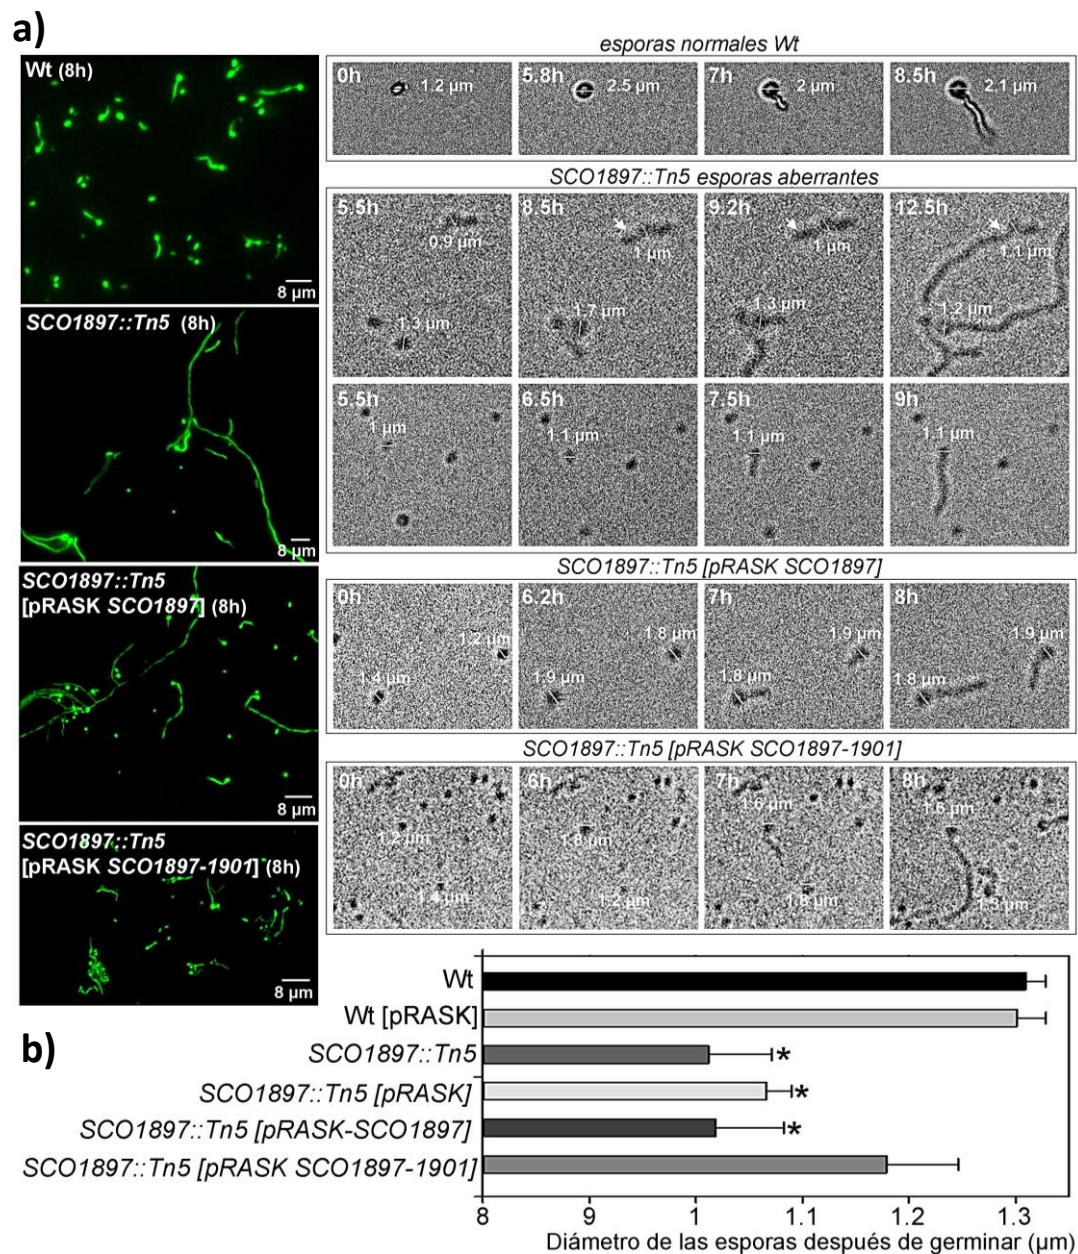 a)
Wt (8h)
8 µm
SCO1897::Tn5 (8h)
8 µm
SCO1897::Tn5
[pRASK SCO1897] (8h)
8 µm
SCO1897::Tn5
[pRASK SCO1897-1901] (8h)
8 µm
esporas normales Wt
0h 1.2 µm
5.8h 2.5 µm
7h 2 µm
8.5h 2.1 µm
SCO1897::Tn5 esporas aberrantes
5.5h
0.9 µm
1.3 µm
8.5h
1 µm
1.7 µm
9.2h
1 µm
1.3 µm
12.5h
1.1 µm
1.2 µm
5.5h
1 µm
6.5h
1.1 µm
7.5h
1.1 µm
9h
1.1 µm
SCO1897::Tn5 [pRASK SCO1897]
0h
1.2 µm
1.4 µm
6.2h
1.8 µm
1.9 µm
7h
1.9 µm
1.8 µm
8h
1.9 µm
1.8 µm
SCO1897::Tn5 [pRASK SCO1897-1901]
0h
1.2 µm
1.4 µm
6h
1.8 µm
1.2 µm
7h
1.6 µm
1.8 µm
8h
1.6 µm
b)
Wt
Wt [pRASK]
SCO1897::Tn5 *
SCO1897::Tn5 [pRASK] *
SCO1897::Tn5 [pRASK-SCO1897] *
SCO1897::Tn5 [pRASK SCO1897-1901]
8 9 1 1.1 1.2 1.3
Diámetro de las esporas después de germinar (µm)